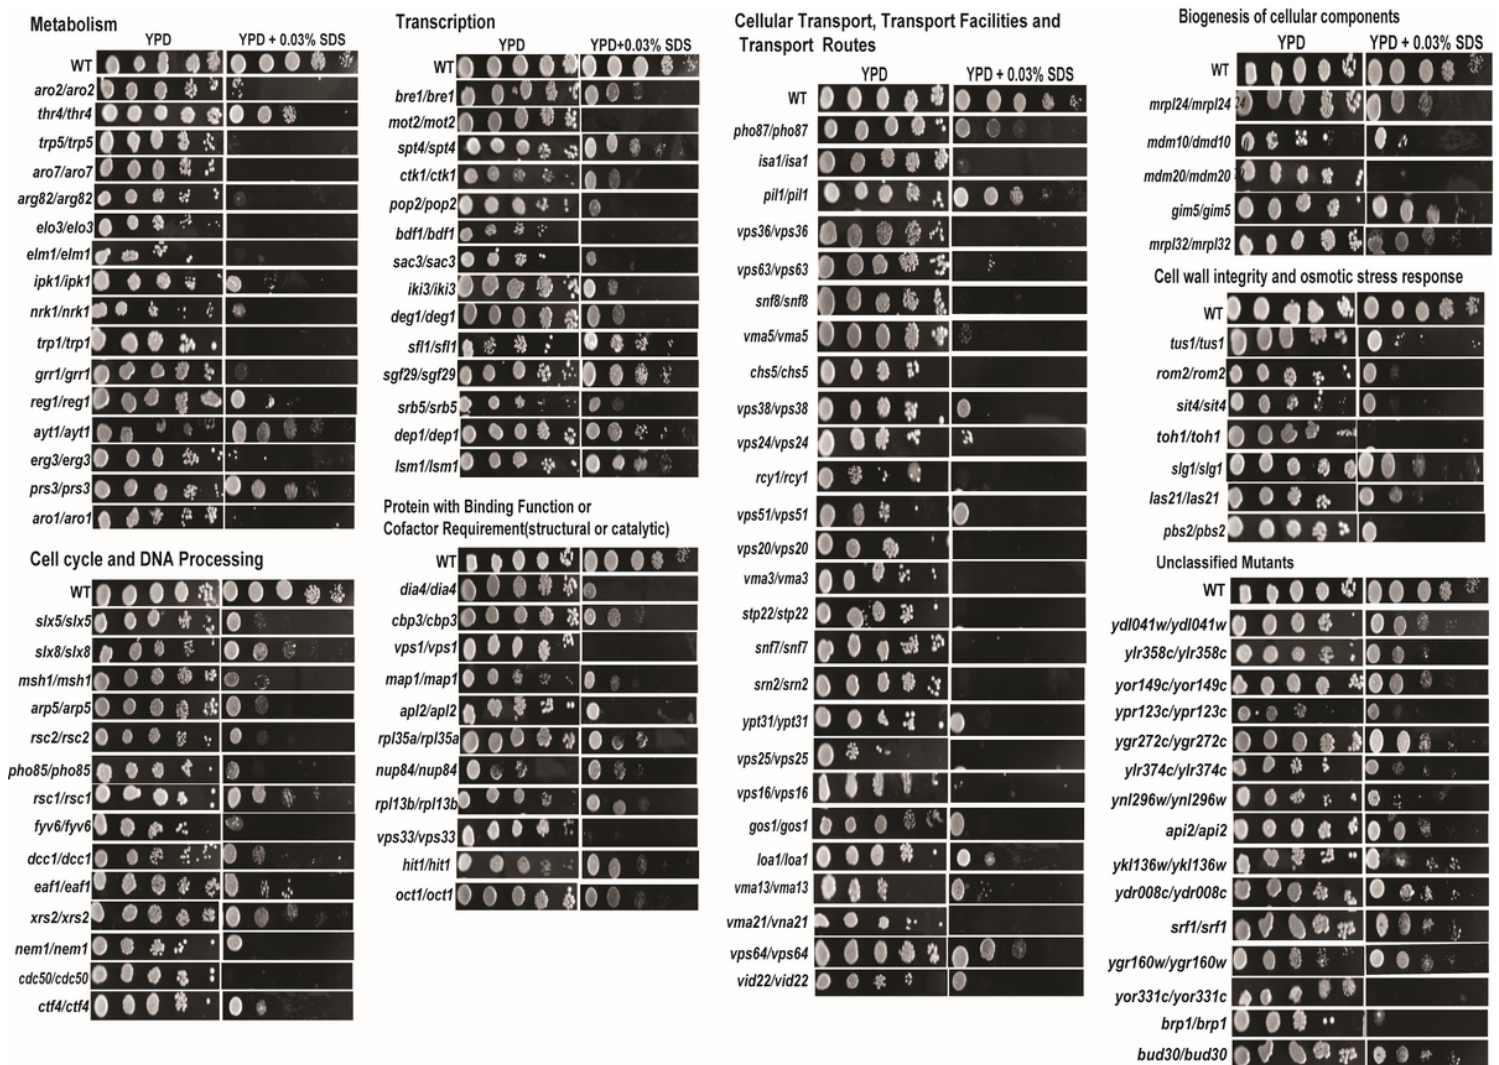 Metabolism
YPD
YPD + 0.03% SDS
WT
aro2/aro2
thr4/thr4
trp5/trp5
aro7/aro7
arg82/arg82
elo3/elo3
elm1/elm1
ipk1/ipk1
nrk1/nrk1
trp1/trp1
grr1/grr1
reg1/reg1
ayt1/ayt1
erg3/erg3
prs3/prs3
aro1/aro1
Cell cycle and DNA Processing
WT
slx5/slx5
slx8/slx8
msh1/msh1
arp5/arp5
rsc2/rsc2
pho85/pho85
rsc1/rsc1
fyv6/fyv6
dcc1/dcc1
eaf1/eaf1
xrs2/xrs2
nem1/nem1
cdc50/cdc50
ctf4/ctf4
Transcription
YPD
YPD+0.03% SDS
WT
bre1/bre1
mot2/mot2
spt4/spt4
ctk1/ctk1
pop2/pop2
bdf1/bdf1
sac3/sac3
iki3/iki3
deg1/deg1
sfl1/sfl1
sgf29/sgf29
srb5/srb5
dep1/dep1
lsm1/lsm1
Protein with Binding Function or
Cofactor Requirement(structural or catalytic)
WT
dia4/dia4
cbp3/cbp3
vps1/vps1
map1/map1
apl2/apl2
rpl35a/rpl35a
nup84/nup84
rpl13b/rpl13b
vps33/vps33
hit1/hit1
oct1/oct1
Cellular Transport, Transport Facilities and
Transport Routes
YPD
YPD + 0.03% SDS
WT
pho87/pho87
isa1/isa1
pil1/pil1
vps36/vps36
vps63/vps63
snf8/snf8
vma5/vma5
chs5/chs5
vps38/vps38
vps24/vps24
rcy1/rcy1
vps51/vps51
vps20/vps20
vma3/vma3
stp22/stp22
snf7/snf7
srn2/srn2
ypt31/ypt31
vps25/vps25
vps16/vps16
gos1/gos1
loa1/loa1
vma13/vma13
vma21/vna21
vps64/vps64
vid22/vid22
Biogenesis of cellular components
YPD
YPD + 0.03% SDS
WT
mrpl24/mrpl24
mdm10/dmd10
mdm20/mdm20
gim5/gim5
mrpl32/mrpl32
Cell wall integrity and osmotic stress response
WT
tus1/tus1
rom2/rom2
sit4/sit4
toh1/toh1
slg1/slg1
las21/las21
pbs2/pbs2
Unclassified Mutants
WT
ydl041w/ydl041w
ylr358c/ylr358c
yor149c/yor149c
ypr123c/ypr123c
ygr272c/ygr272c
ylr374c/ylr374c
ynl296w/ynl296w
api2/api2
ykl136w/ykl136w
ydr008c/ydr008c
srf1/srf1
ygr160w/ygr160w
yor331c/yor331c
brp1/brp1
bud30/bud30